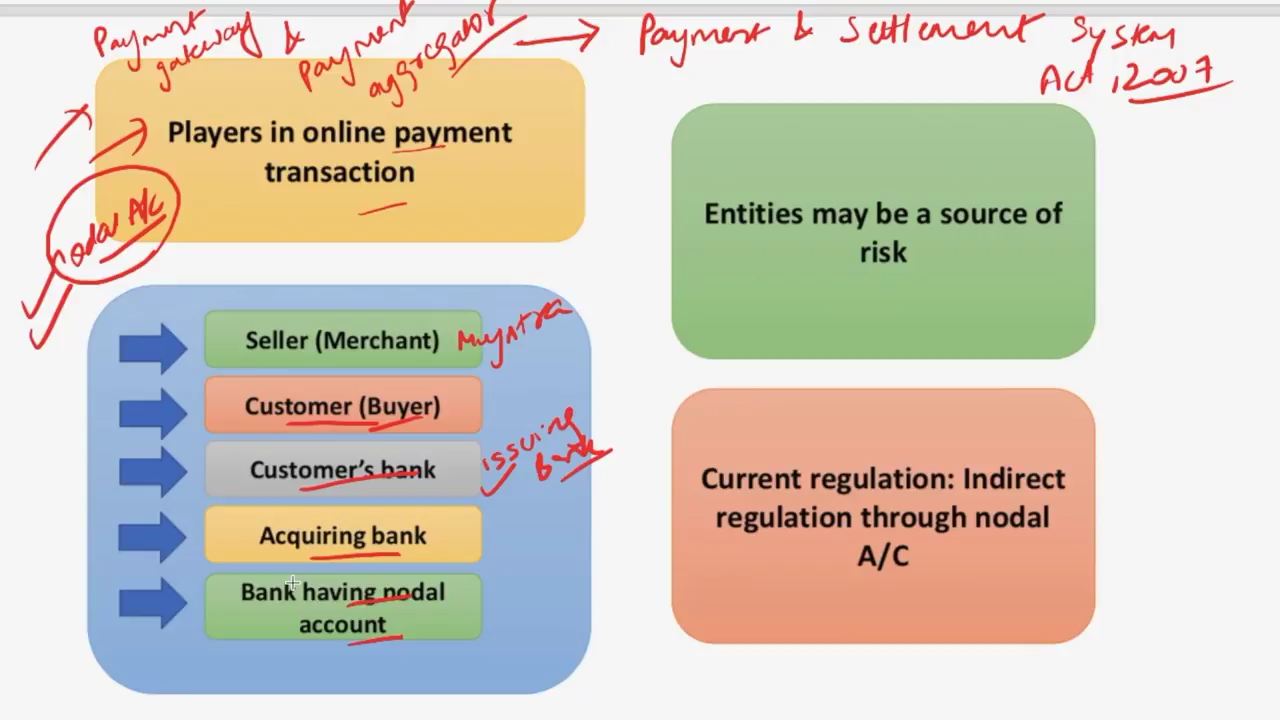 Payment gateway &
Payment aggregator
Payment & Settlement System
Act, 2007
Players in online payment
transaction
nodal A/c
Entities may be a source of
risk
Seller (Merchant)
Myntra
Customer (Buyer)
Customer's bank
issuing
Bank
Acquiring bank
Bank having nodal
account
Current regulation: Indirect
regulation through nodal
A/C